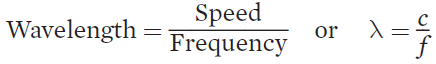 Wavelength = Speed / Frequency or λ = c / f